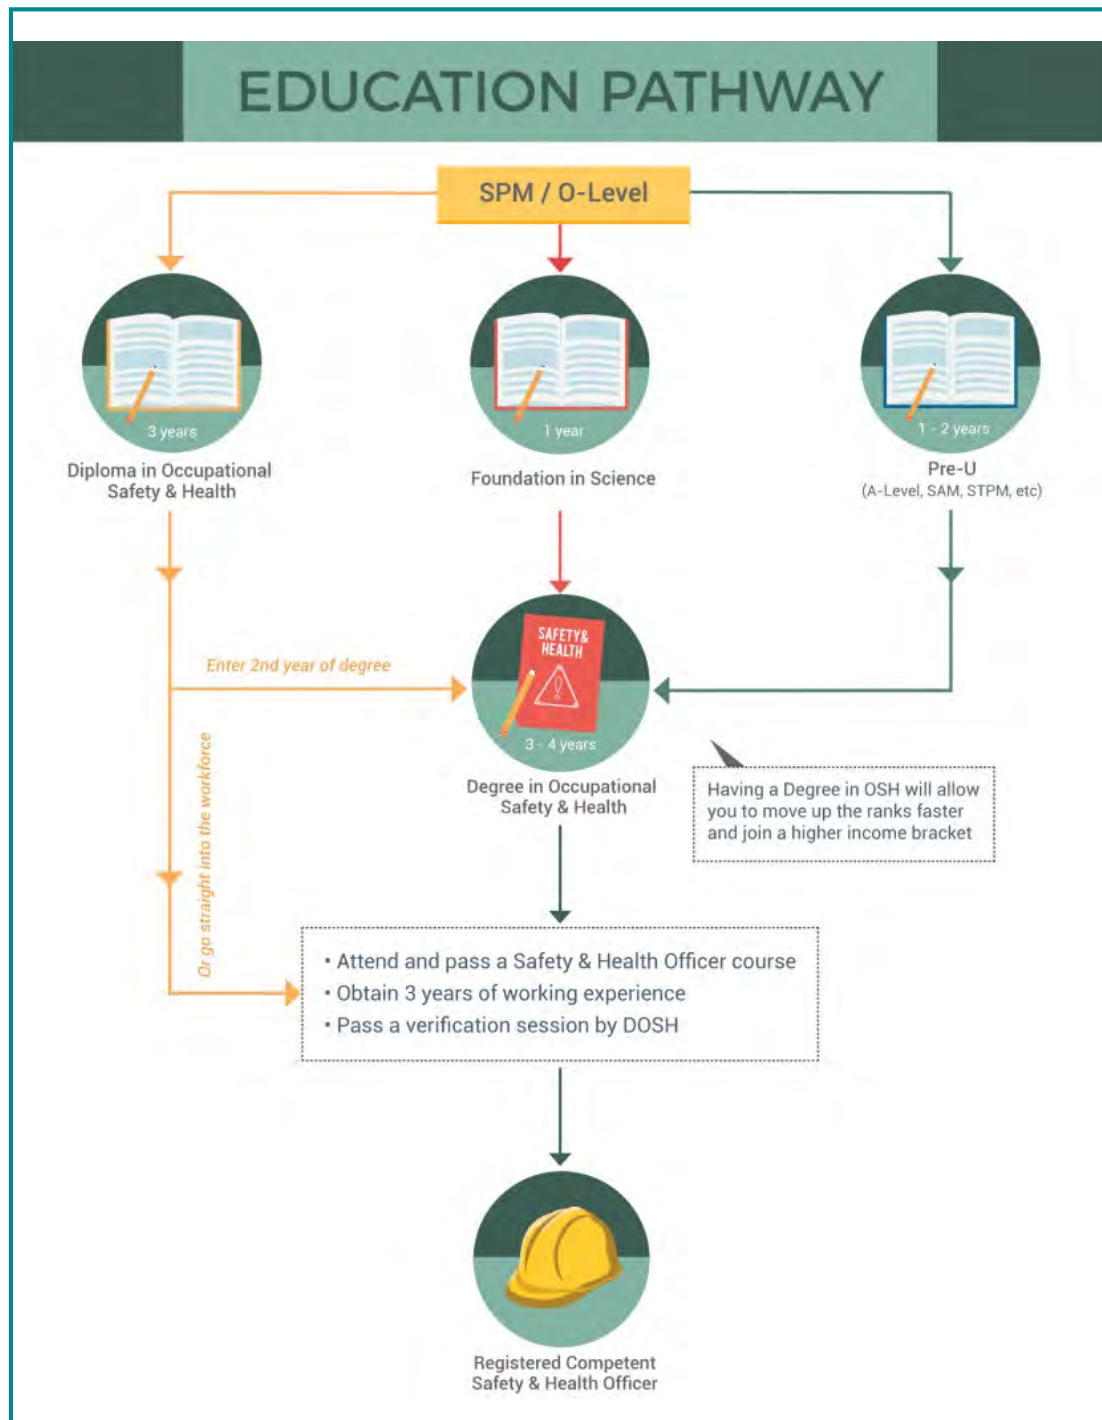 EDUCATION PATHWAY
SPM / O-Level
3 years
Diploma in Occupational
Safety & Health
1 year
Foundation in Science
1 - 2 years
Pre-U
(A-Level, SAM, STPM, etc)
Enter 2nd year of degree
SAFETY&
HEALTH
3 - 4 years
Degree in Occupational
Safety & Health
Having a Degree in OSH will allow
you to move up the ranks faster
and join a higher income bracket
Or go straight into the workforce
• Attend and pass a Safety & Health Officer course
• Obtain 3 years of working experience
• Pass a verification session by DOSH
Registered Competent
Safety & Health Officer